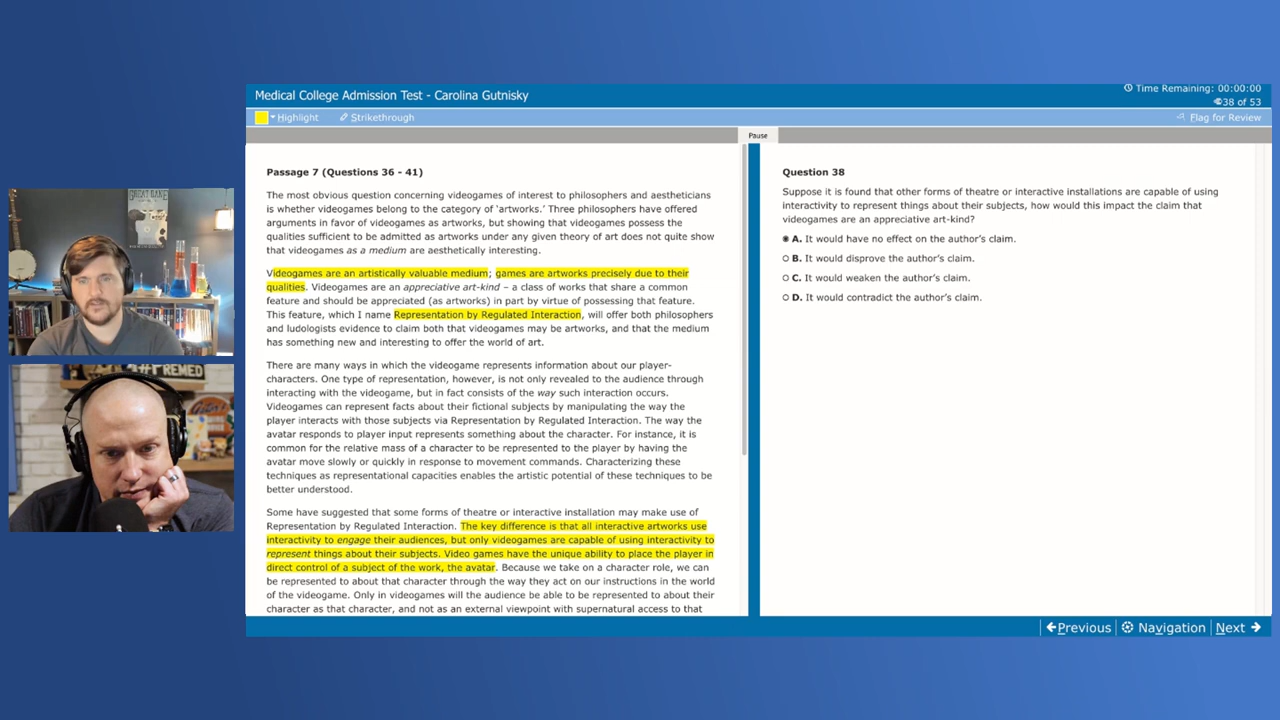 Medical College Admission Test - Carolina Gutnisky
Time Remaining: 00:00:00
38 of 53
Highlight
Strikethrough
Flag for Review
Pause
Passage 7 (Questions 36 - 41)
The most obvious question concerning videogames of interest to philosophers and aestheticians
is whether videogames belong to the category of ‘artworks.’ Three philosophers have offered
arguments in favor of videogames as artworks, but showing that videogames possess the
qualities sufficient to be admitted as artworks under any given theory of art does not quite show
that videogames as a medium are aesthetically interesting.
Videogames are an artistically valuable medium; games are artworks precisely due to their
qualities. Videogames are an appreciative art-kind – a class of works that share a common
feature and should be appreciated (as artworks) in part by virtue of possessing that feature.
This feature, which I name Representation by Regulated Interaction, will offer both philosophers
and ludologists evidence to claim both that videogames may be artworks, and that the medium
has something new and interesting to offer the world of art.
There are many ways in which the videogame represents information about our player-
characters. One type of representation, however, is not only revealed to the audience through
interacting with the videogame, but in fact consists of the way such interaction occurs.
Videogames can represent facts about their fictional subjects by manipulating the way the
player interacts with those subjects via Representation by Regulated Interaction. The way the
avatar responds to player input represents something about the character. For instance, it is
common for the relative mass of a character to be represented to the player by having the
avatar move slowly or quickly in response to movement commands. Characterizing these
techniques as representational capacities enables the artistic potential of these techniques to be
better understood.
Some have suggested that some forms of theatre or interactive installation may make use of
Representation by Regulated Interaction. The key difference is that all interactive artworks use
interactivity to engage their audiences, but only videogames are capable of using interactivity to
represent things about their subjects. Video games have the unique ability to place the player in
direct control of a subject of the work, the avatar. Because we take on a character role, we can
be represented to about that character through the way they act on our instructions in the world
of the videogame. Only in videogames will the audience be able to be represented to about their
character as that character, and not as an external viewpoint with supernatural access to that
Question 38
Suppose it is found that other forms of theatre or interactive installations are capable of using
interactivity to represent things about their subjects, how would this impact the claim that
videogames are an appreciative art-kind?
A. It would have no effect on the author’s claim.
B. It would disprove the author’s claim.
C. It would weaken the author’s claim.
D. It would contradict the author’s claim.
Previous
Navigation
Next